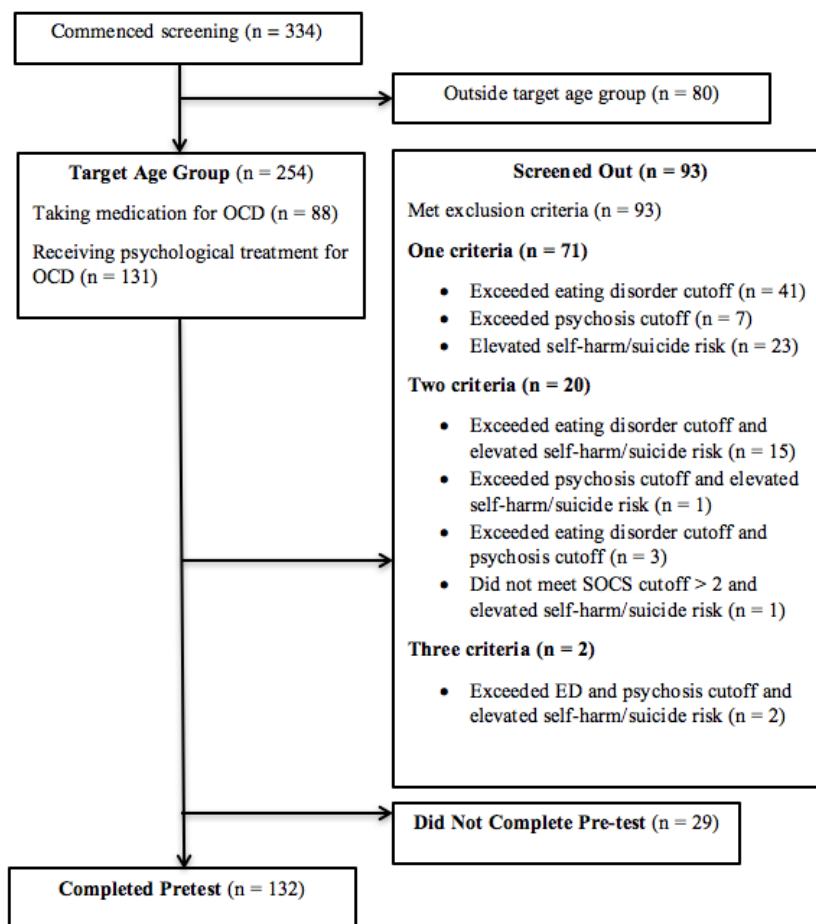 Commenced screening (n = 334)
Outside target age group (n = 80)
Target Age Group (n = 254)
Taking medication for OCD (n = 88)
Receiving psychological treatment for
OCD (n = 131)
Screened Out (n = 93)
Met exclusion criteria (n = 93)
One criteria (n = 71)
• Exceeded eating disorder cutoff (n = 41)
• Exceeded psychosis cutoff (n = 7)
• Elevated self-harm/suicide risk (n = 23)
Two criteria (n = 20)
• Exceeded eating disorder cutoff and
elevated self-harm/suicide risk (n = 15)
• Exceeded psychosis cutoff and elevated
self-harm/suicide risk (n = 1)
• Exceeded eating disorder cutoff and
psychosis cutoff (n = 3)
• Did not meet SOCS cutoff > 2 and
elevated self-harm/suicide risk (n = 1)
Three criteria (n = 2)
• Exceeded ED and psychosis cutoff and
elevated self-harm/suicide risk (n = 2)
Did Not Complete Pre-test (n = 29)
Completed Pretest (n = 132)